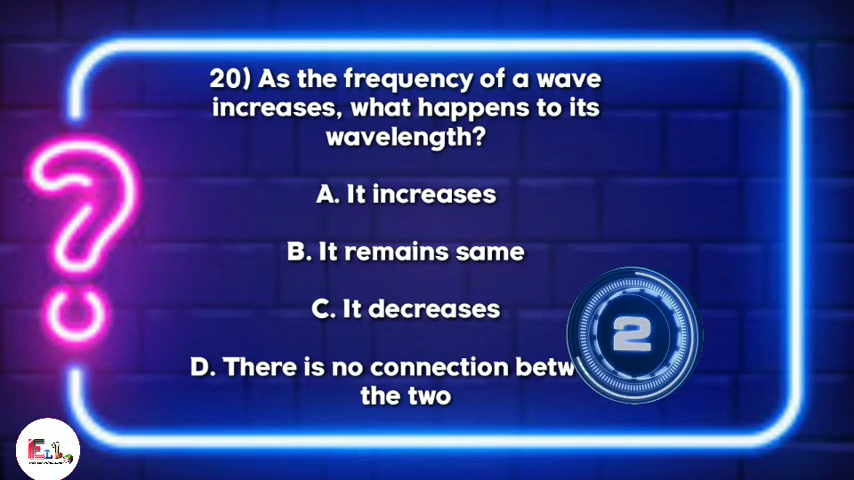 20) As the frequency of a wave
increases, what happens to its
wavelength?
A. It increases
B. It remains same
C. It decreases
D. There is no connection betw
the two
2